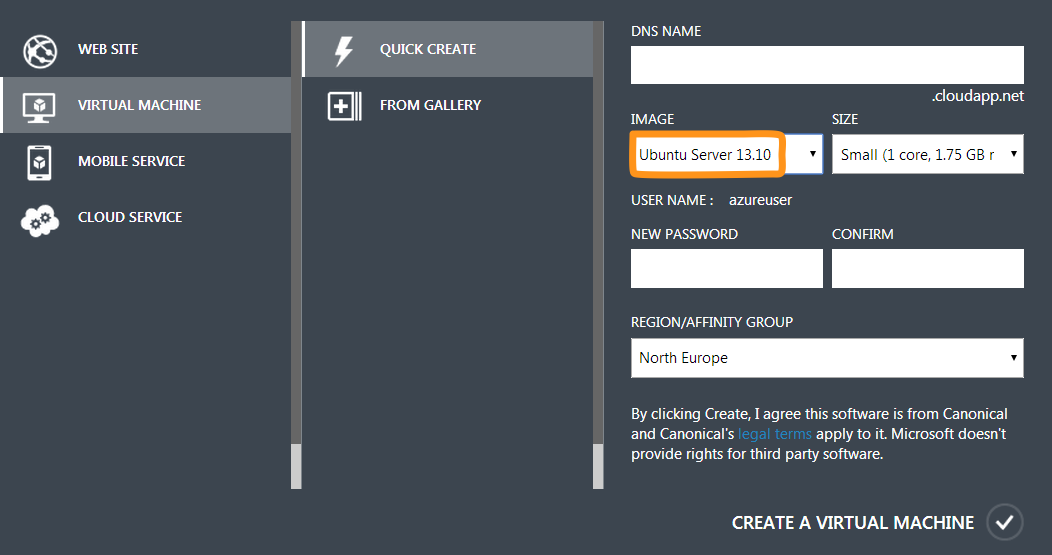 WEB SITE
VIRTUAL MACHINE
MOBILE SERVICE
CLOUD SERVICE
QUICK CREATE
FROM GALLERY
DNS NAME
.cloudapp.net
IMAGE
SIZE
Ubuntu Server 13.10
Small (1 core, 1.75 GB r
USER NAME : azureuser
NEW PASSWORD
CONFIRM
REGION/AFFINITY GROUP
North Europe
By clicking Create, I agree this software is from Canonical
and Canonical's legal terms apply to it. Microsoft doesn't
provide rights for third party software.
CREATE A VIRTUAL MACHINE